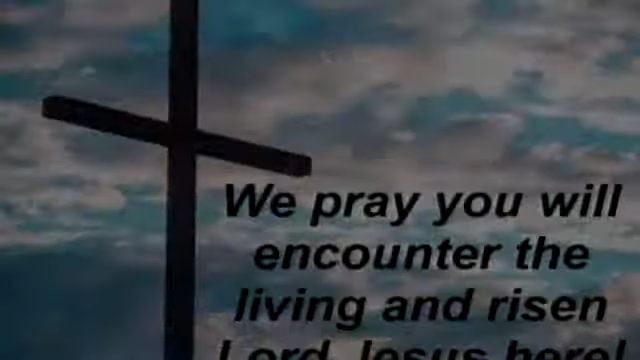 We pray you will
encounter the
living and risen
Lord Jesus here!